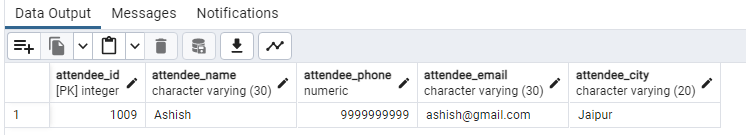 Data Output Messages Notifications
attendee_id attendee_name attendee_phone attendee_email attendee_city
[PK] integer character varying (30) numeric character varying (30) character varying (20)
1 1009 Ashish 9999999999 ashish@gmail.com Jaipur